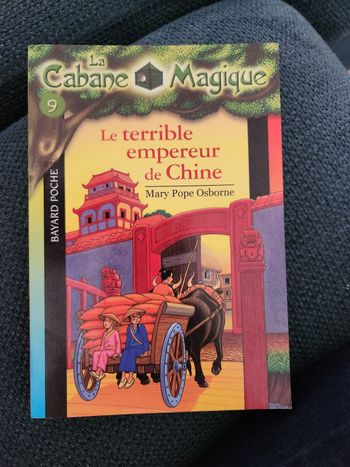 La
Cabane Magique
9
Le terrible
empereur
de Chine
Mary Pope Osborne
BAYARD POCHE